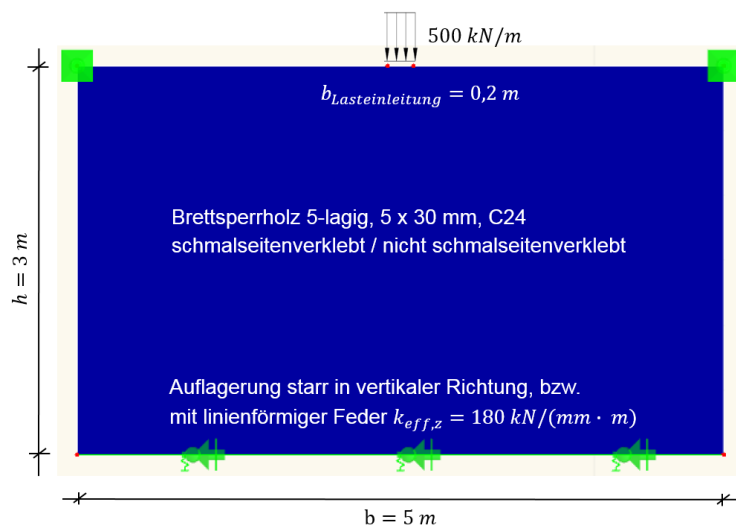 500 kN/m
b_Lasteinleitung = 0,2 m
Brettsperrholz 5-lagig, 5 x 30 mm, C24
schmalseitenverklebt / nicht schmalseitenverklebt
h = 3 m
Auflagerung starr in vertikaler Richtung, bzw.
mit linienförmiger Feder k_eff,z = 180 kN/(mm · m)
b = 5 m